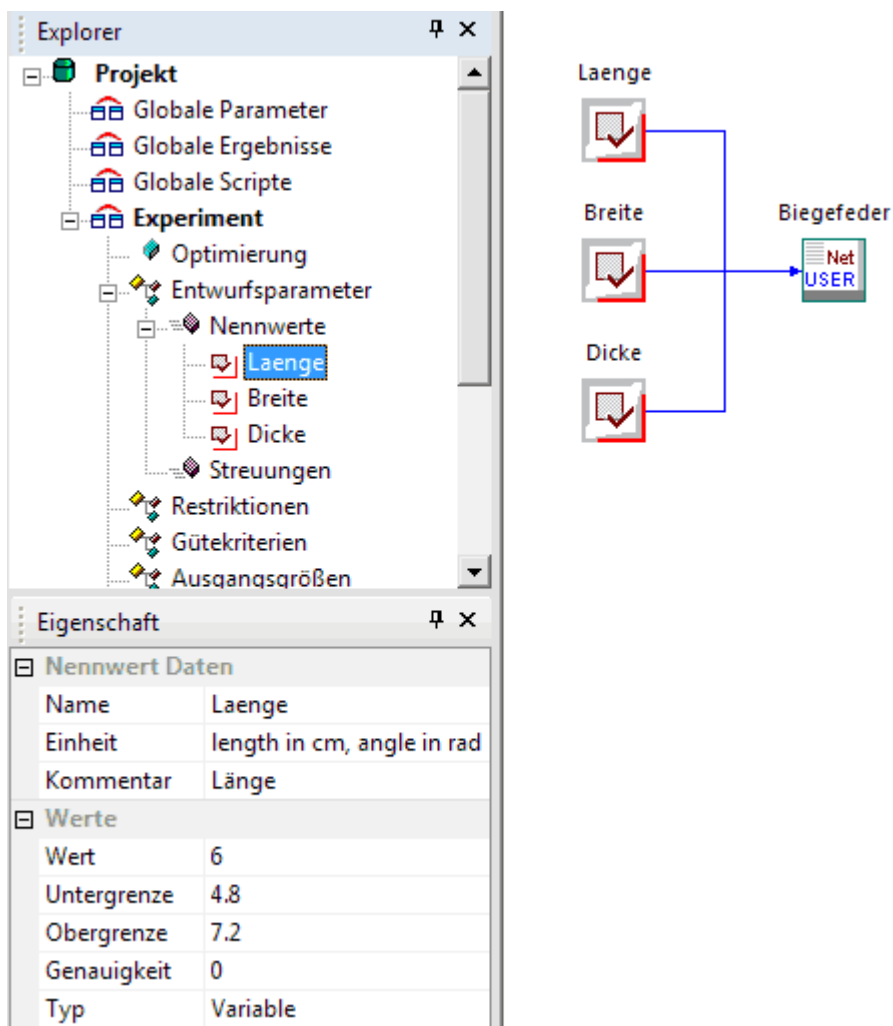 Explorer
Projekt
Globale Parameter
Globale Ergebnisse
Globale Scripte
Experiment
Optimierung
Entwurfsparameter
Nennwerte
Laenge
Breite
Dicke
Streuungen
Restriktionen
Gütekriterien
Ausgangsgrößen
Eigenschaft
Nennwert Daten
Name Laenge
Einheit length in cm, angle in rad
Kommentar Länge
Werte
Wert 6
Untergrenze 4.8
Obergrenze 7.2
Genauigkeit 0
Typ Variable
Laenge
Breite
Biegefeder
Net
USER
Dicke